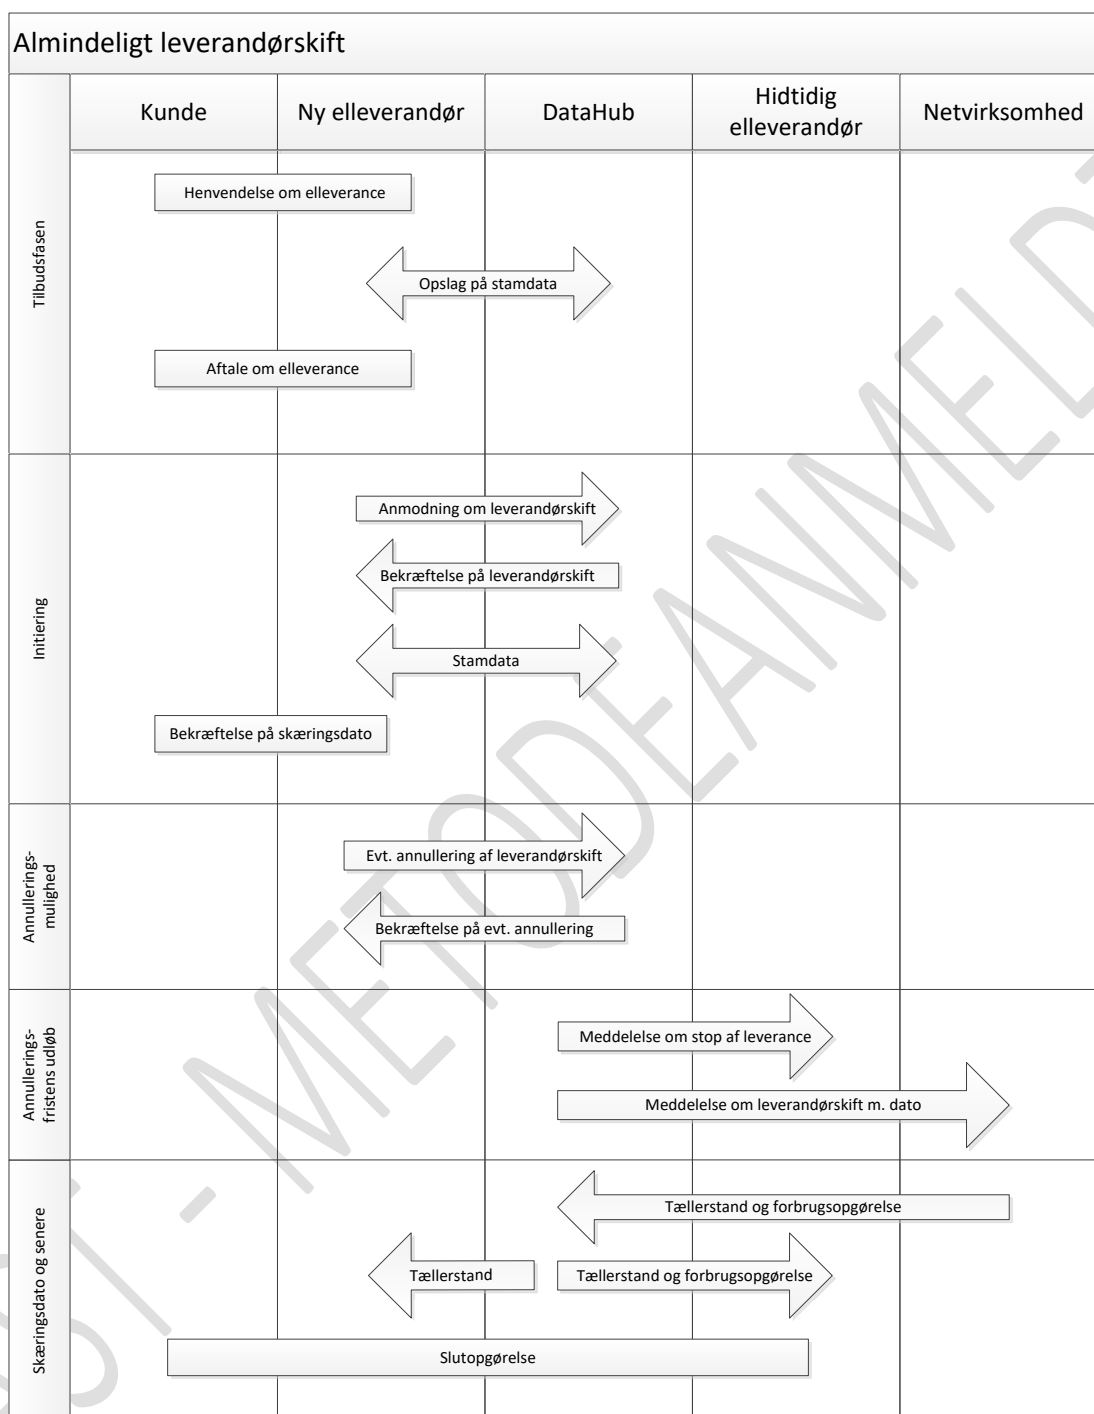 Almindeligt leverandørskift
Kunde
Ny elleverandør
DataHub
Hidtidig
elleverandør
Netvirksomhed
Tilbudsfasen
Henvendelse om elleverance
Opslag på stamdata
Aftale om elleverance
Initiering
Anmodning om leverandørskift
Bekræftelse på leverandørskift
Stamdata
Bekræftelse på skæringsdato
Annullerings-
mulighed
Evt. annullering af leverandørskift
Bekræftelse på evt. annullering
Annullerings-
fristens udløb
Meddelelse om stop af leverance
Meddelelse om leverandørskift m. dato
Skæringsdato og senere
Tællerstand og forbrugsopgørelse
Tællerstand
Tællerstand og forbrugsopgørelse
Slutopgørelse
- METODEANMELDT